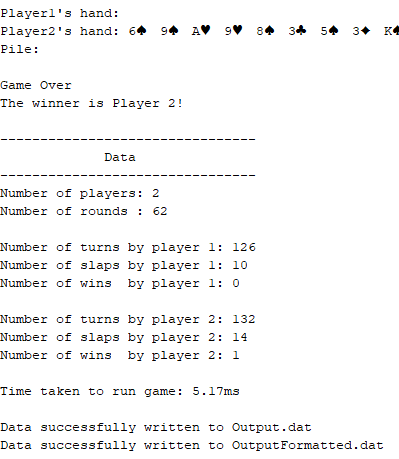 Player1's hand:
Player2's hand: 6♠ 9♠ A♥ 9♥ 8♠ 3♣ 5♠ 3♦ K♠
Pile:
Game Over
The winner is Player 2!
--------------------------------
Data
--------------------------------
Number of players: 2
Number of rounds : 62
Number of turns by player 1: 126
Number of slaps by player 1: 10
Number of wins  by player 1: 0
Number of turns by player 2: 132
Number of slaps by player 2: 14
Number of wins  by player 2: 1
Time taken to run game: 5.17ms
Data successfully written to Output.dat
Data successfully written to OutputFormatted.dat